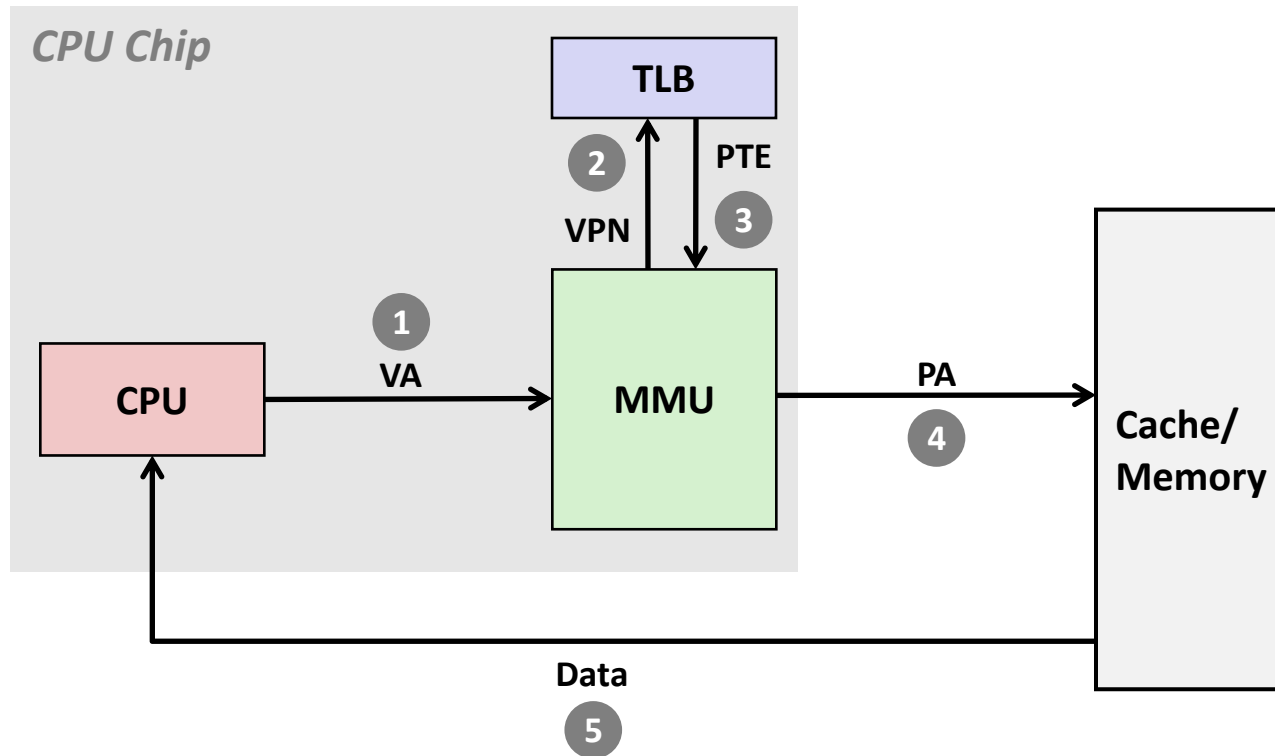 CPU Chip
TLB
2
PTE
VPN
3
1
VA
CPU
MMU
PA
4
Cache/
Memory
Data
5